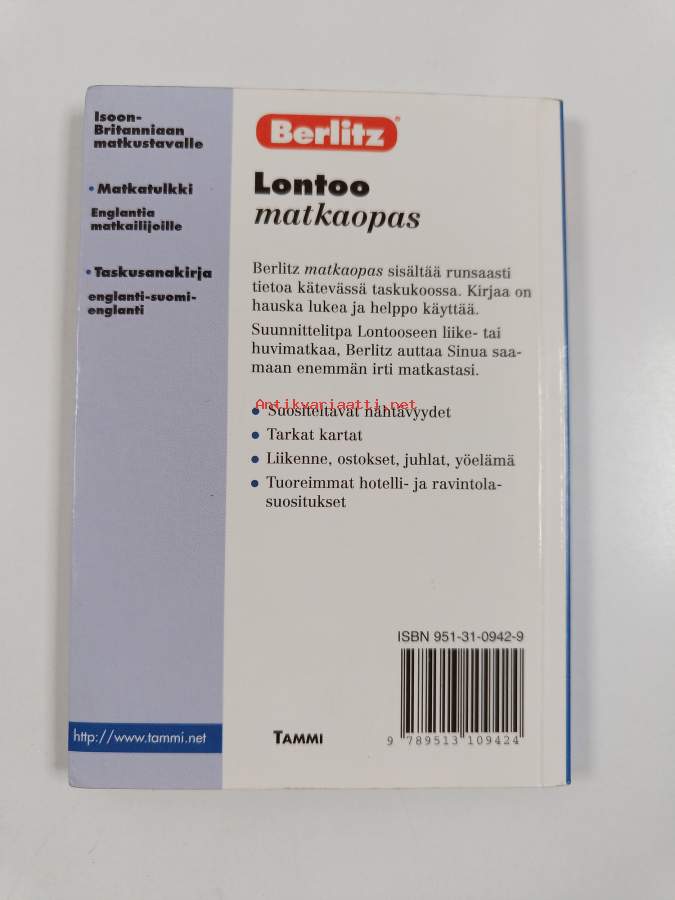 Isoon-
Britanniaan
matkustavalle
• Matkatulkki
Englantia
matkailijoille
• Taskusanakirja
englanti-suomi-
englanti
http://www.tammi.net
Berlitz®
Lontoo
matkaopas
Berlitz matkaopas sisältää runsaasti
tietoa kätevässä taskukoossa. Kirjaa on
hauska lukea ja helppo käyttää.
Suunnittelitpa Lontooseen liike- tai
huvimatkaa, Berlitz auttaa Sinua saa-
maan enemmän irti matkastasi.
Antikvariaatti.net
• Suositeltavat nähtävyydet
• Tarkat kartat
• Liikenne, ostokset, juhlat, yöelämä
• Tuoreimmat hotelli- ja ravintola-
suositukset
TAMMI
ISBN 951-31-0942-9
9 789513 109424